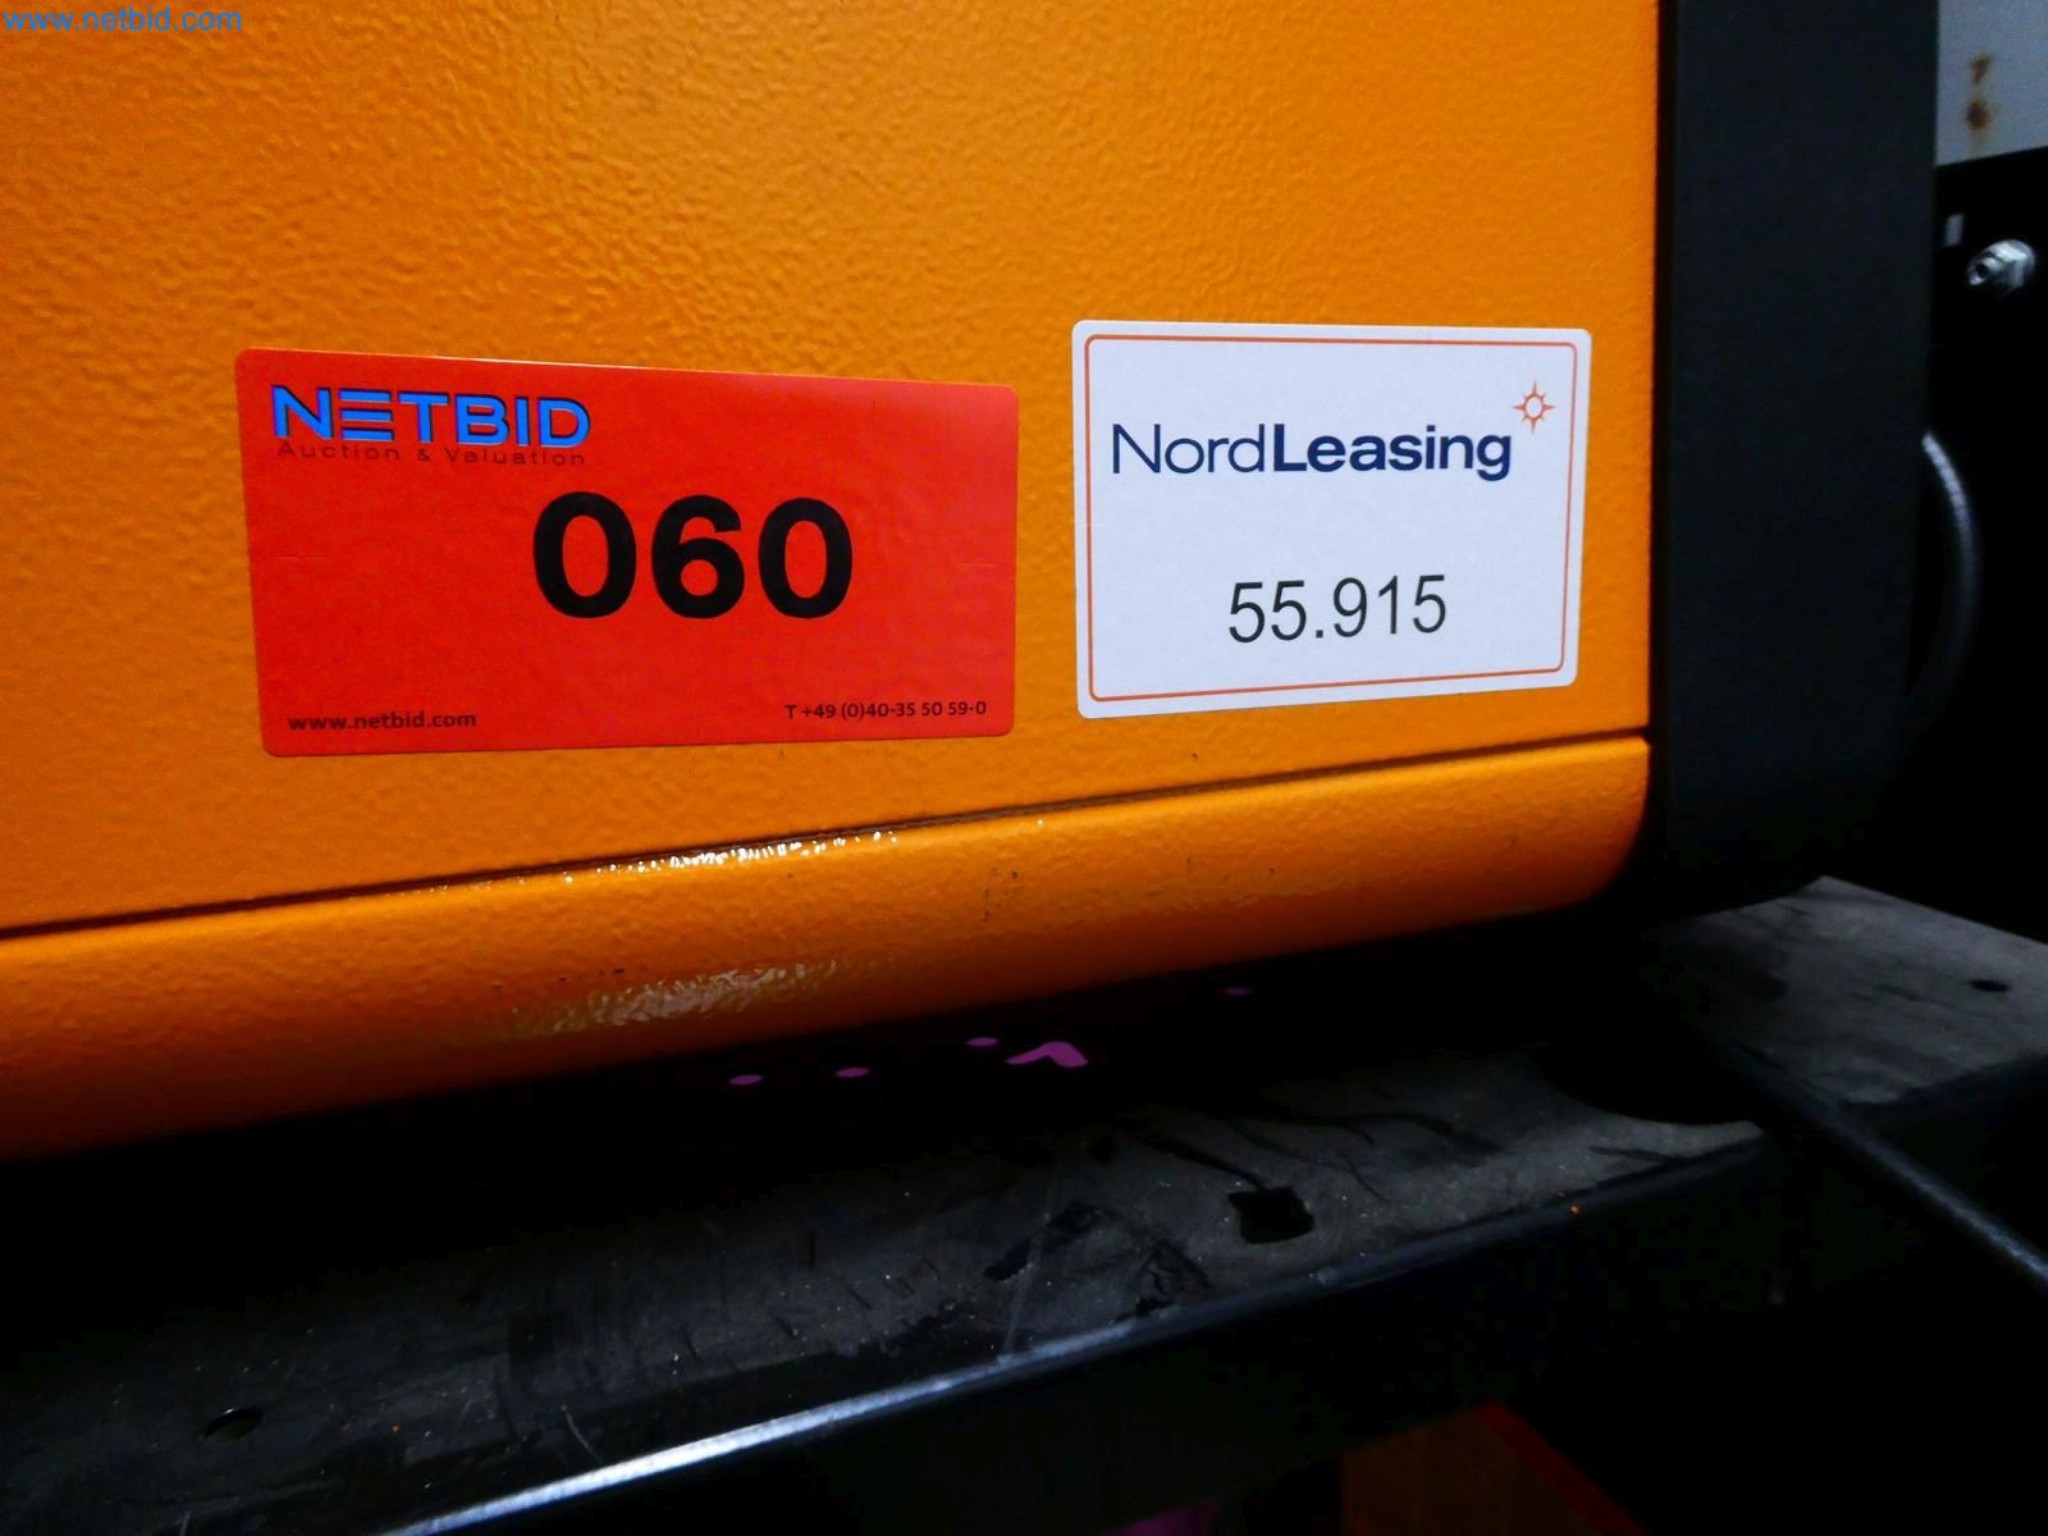 www.netbid.com
NETBID
Auction & Valuation
060
www.netbid.com
T +49 (0)40-35 50 59-0
NordLeasing
55.915